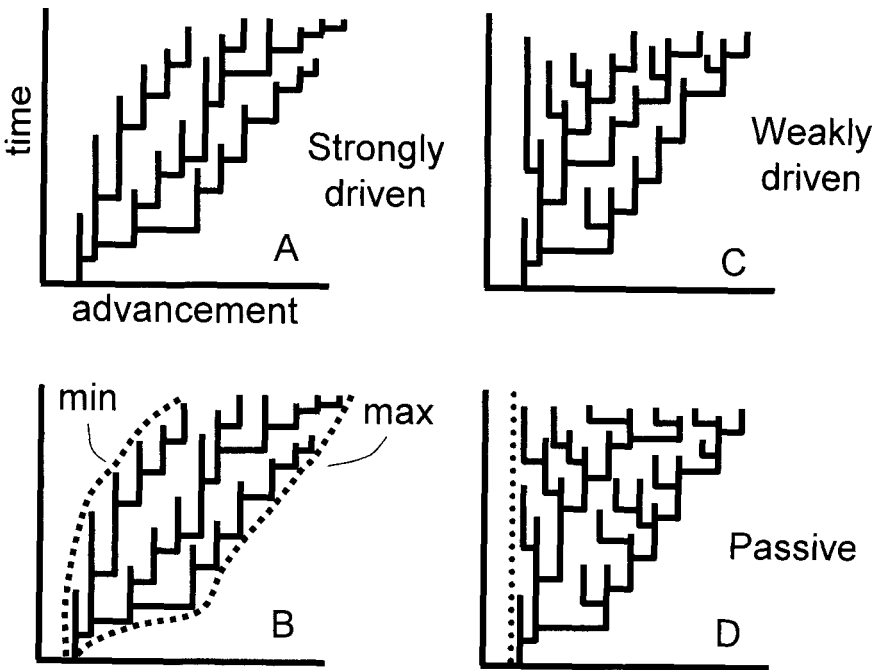 time
Strongly
driven
A
advancement
Weakly
driven
C
min
max
B
Passive
D